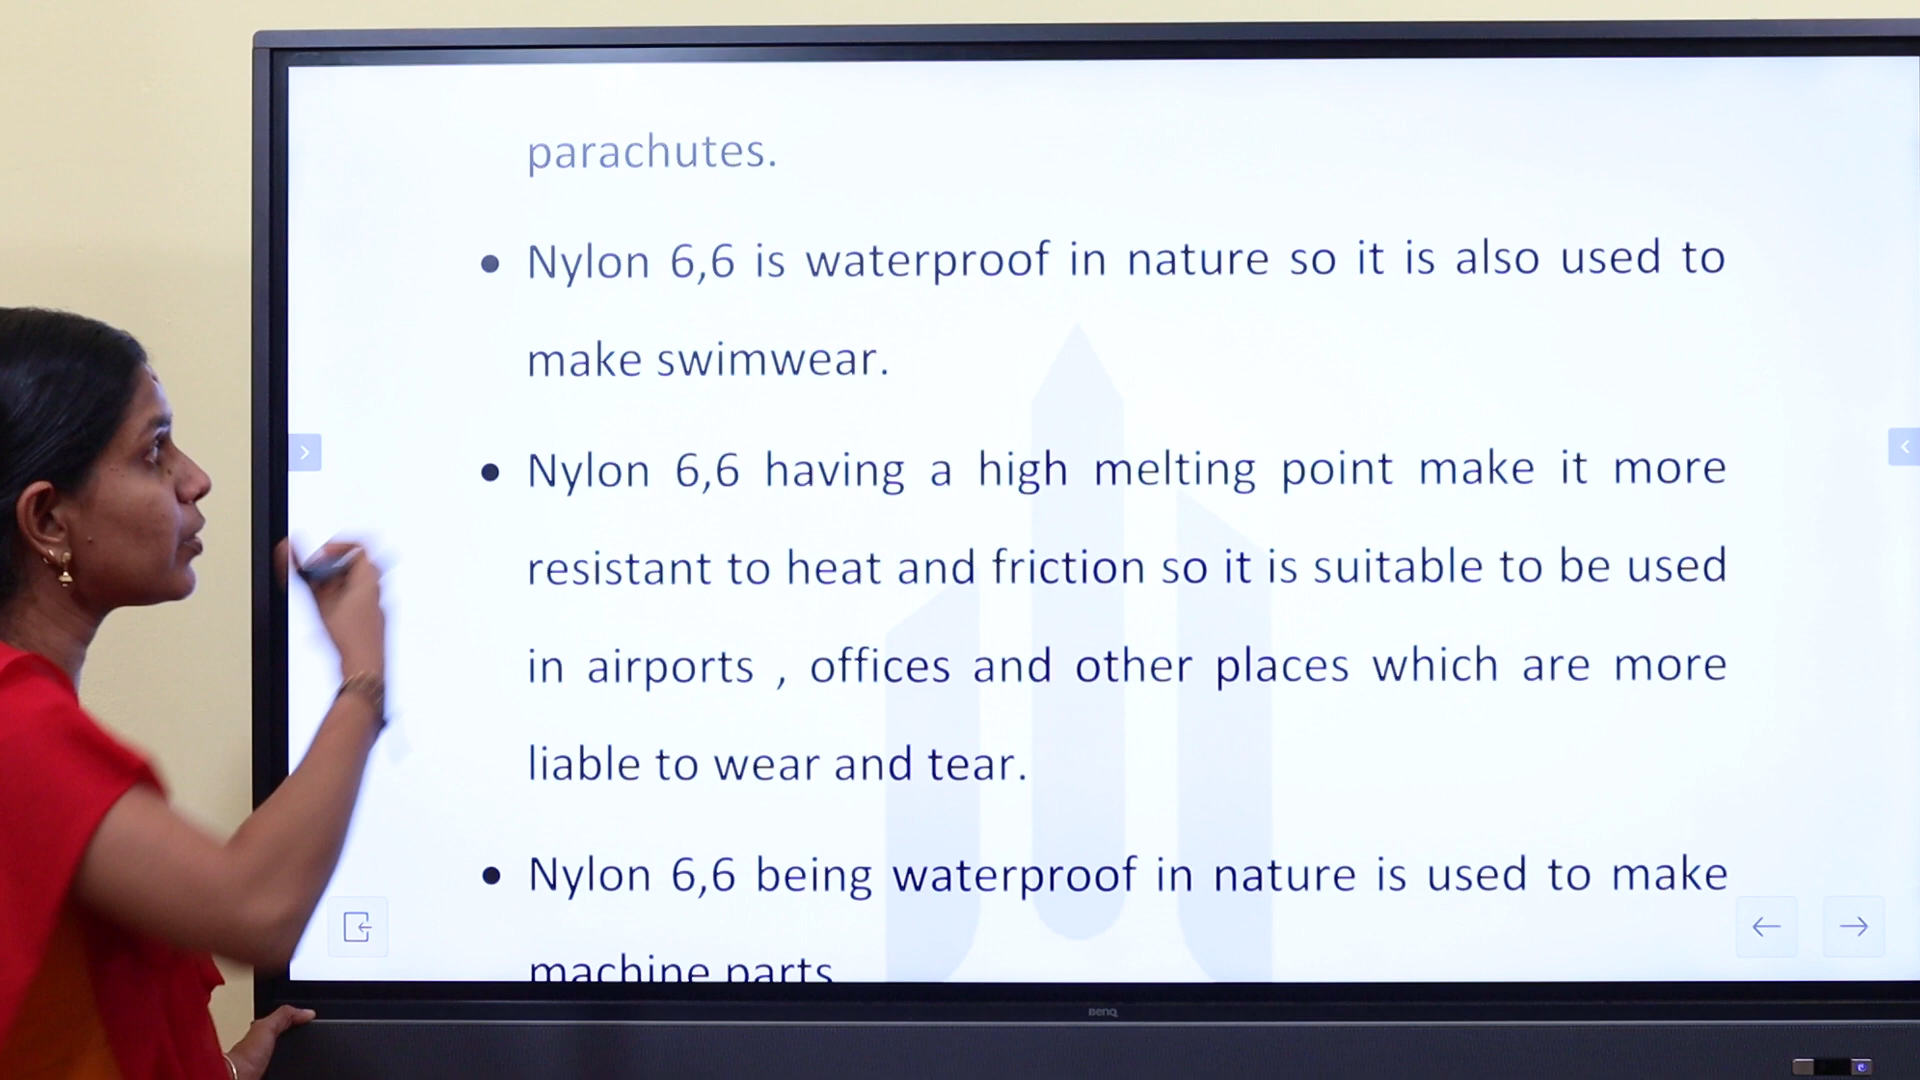 parachutes.
• Nylon 6,6 is waterproof in nature so it is also used to
make swimwear.
• Nylon 6,6 having a high melting point make it more
resistant to heat and friction so it is suitable to be used
in airports , offices and other places which are more
liable to wear and tear.
• Nylon 6,6 being waterproof in nature is used to make
machine parts
BenQ